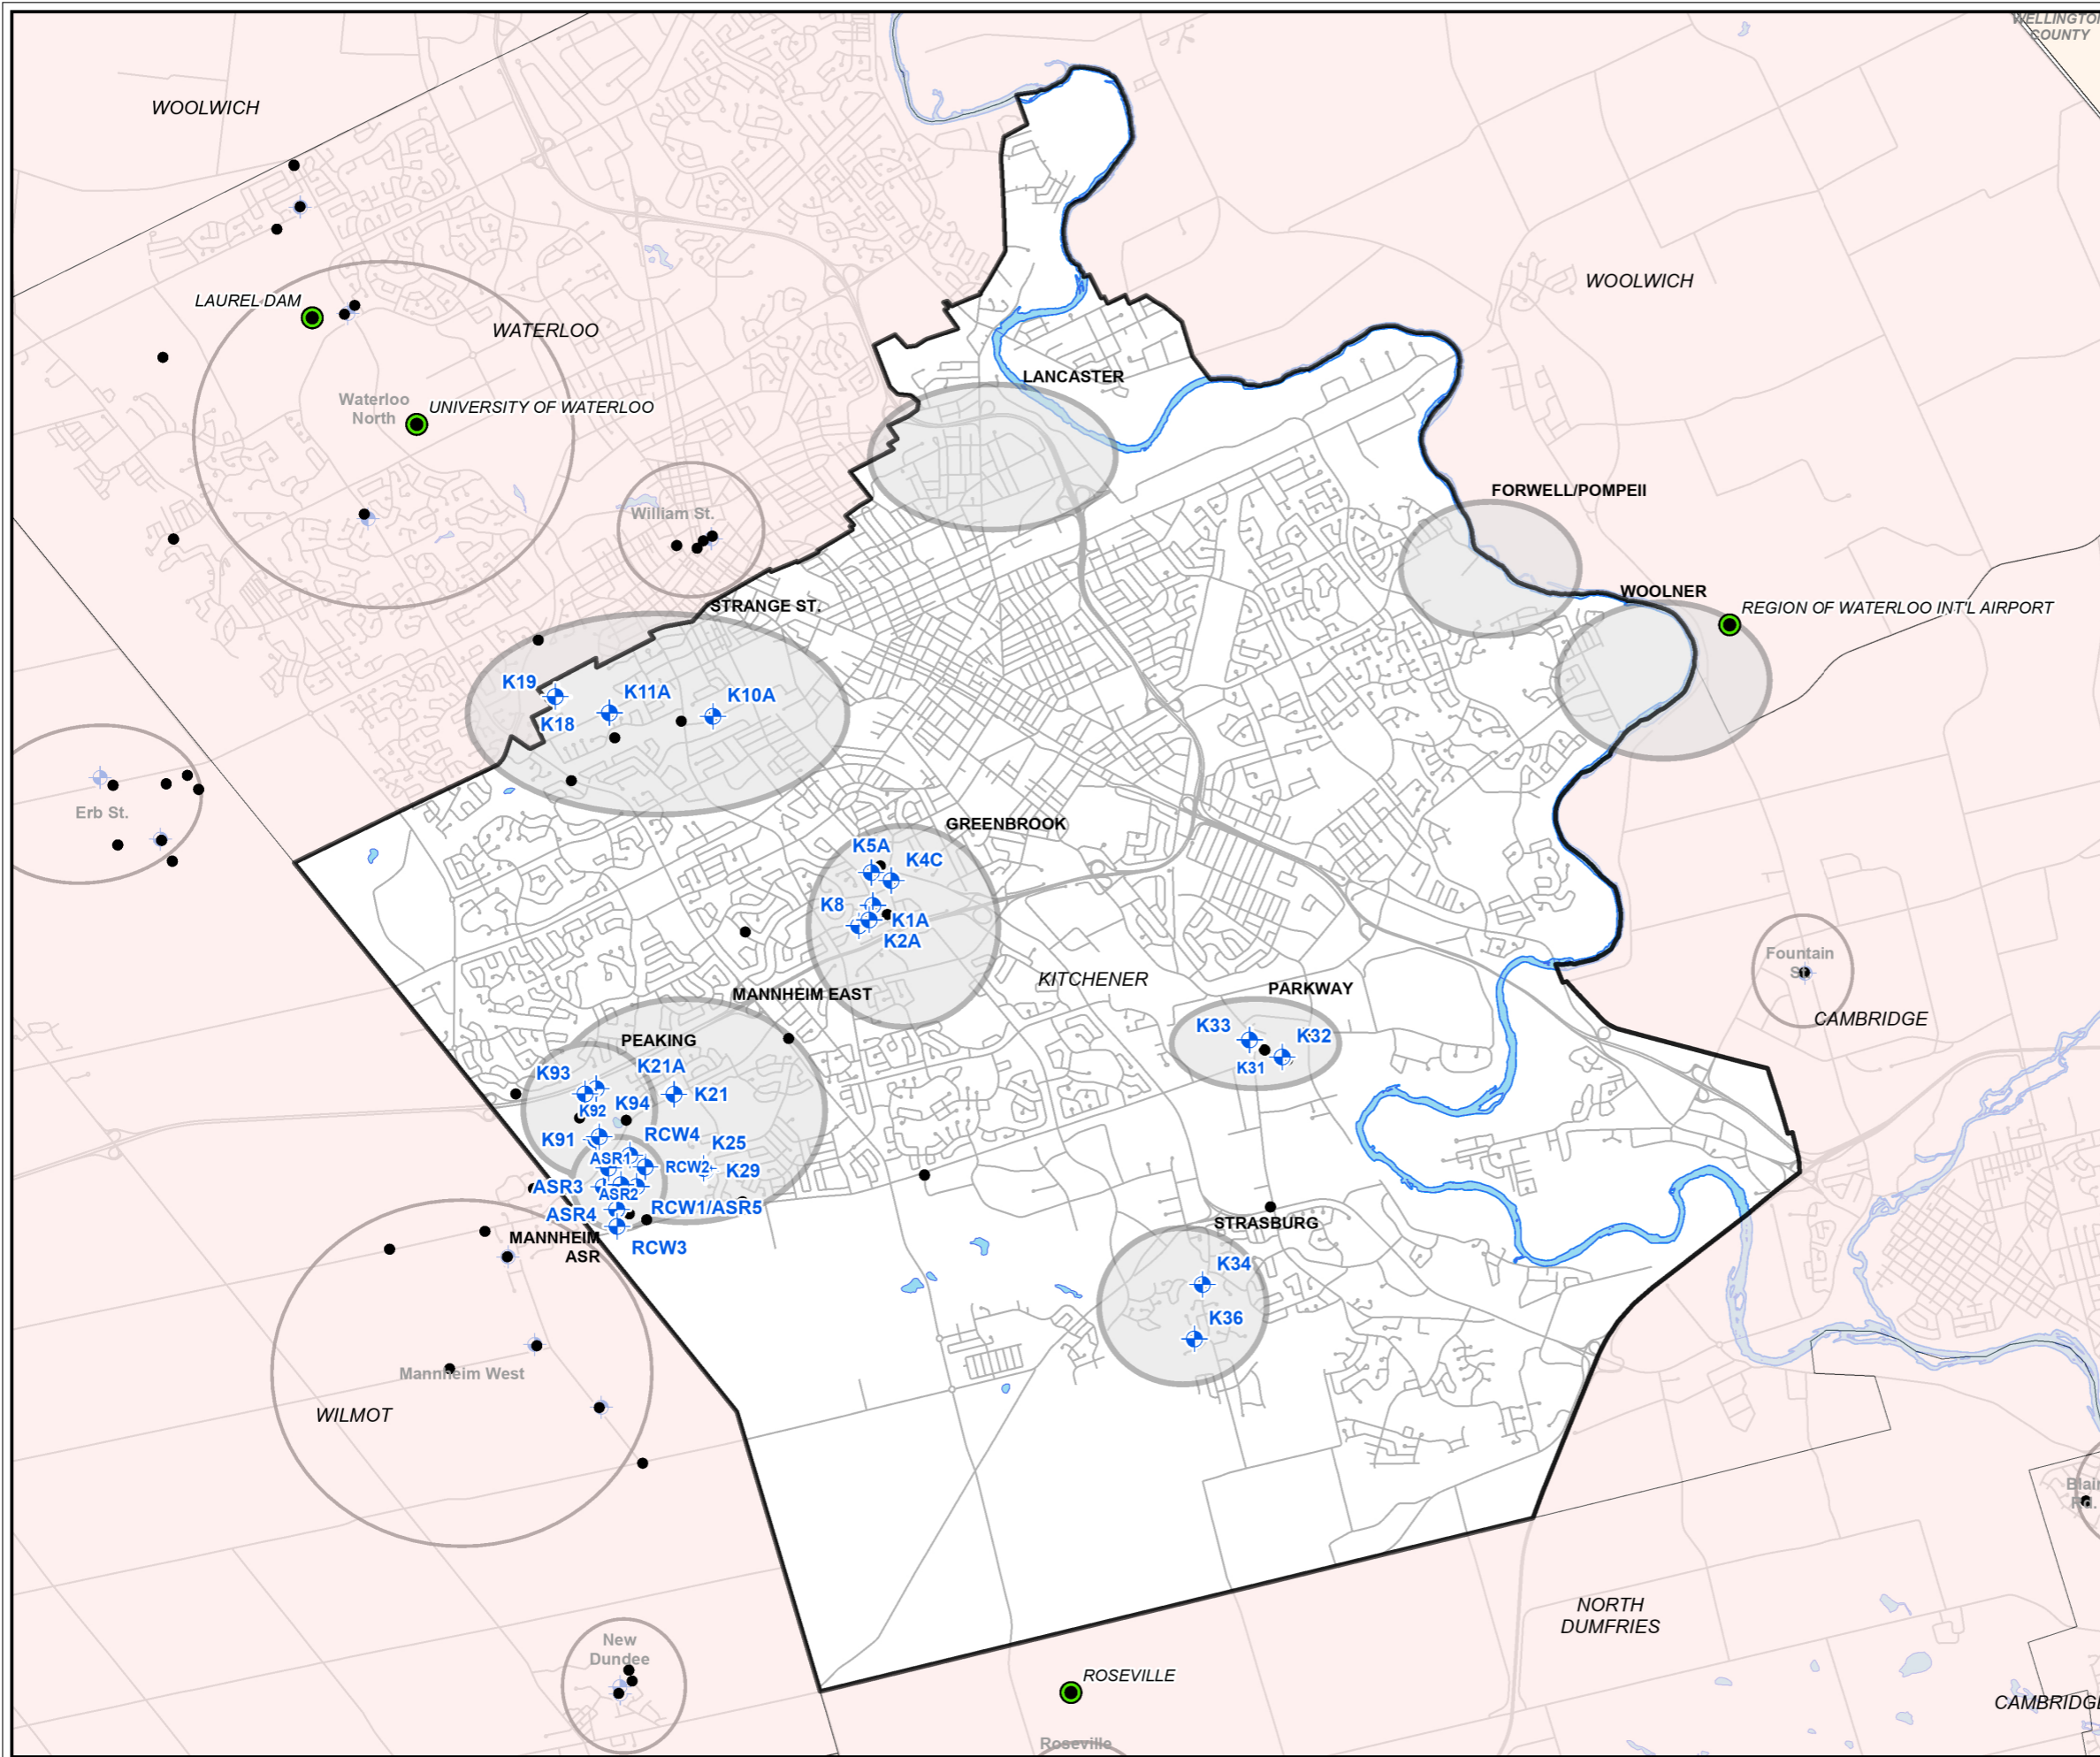 WELLINGTON
COUNTY
WOOLWICH
WOOLWICH
LAUREL DAM
WATERLOO
LANCASTER
Waterloo
North
UNIVERSITY OF WATERLOO
FORWELL/POMPEII
William St.
WOOLNER
STRANGE ST.
REGION OF WATERLOO INT'L AIRPORT
K19
K11A
K10A
K18
Erb St.
GREENBROOK
K5A
K4C
K8
K1A
K2A
Fountain
St.
KITCHENER
PARKWAY
MANNHEIM EAST
CAMBRIDGE
K33
K32
K31
PEAKING
K93
K21A
K21
K92
K94
K91
RCW4
K25
ASR1
RCW2
K29
ASR3
ASR2
RCW1/ASR5
ASR4
STRASBURG
MANNHEIM
ASR
RCW3
K34
K36
Mannheim West
WILMOT
Blair
Rd.
NORTH
DUMFRIES
New
Dundee
ROSEVILLE
CAMBRIDGE
Roseville